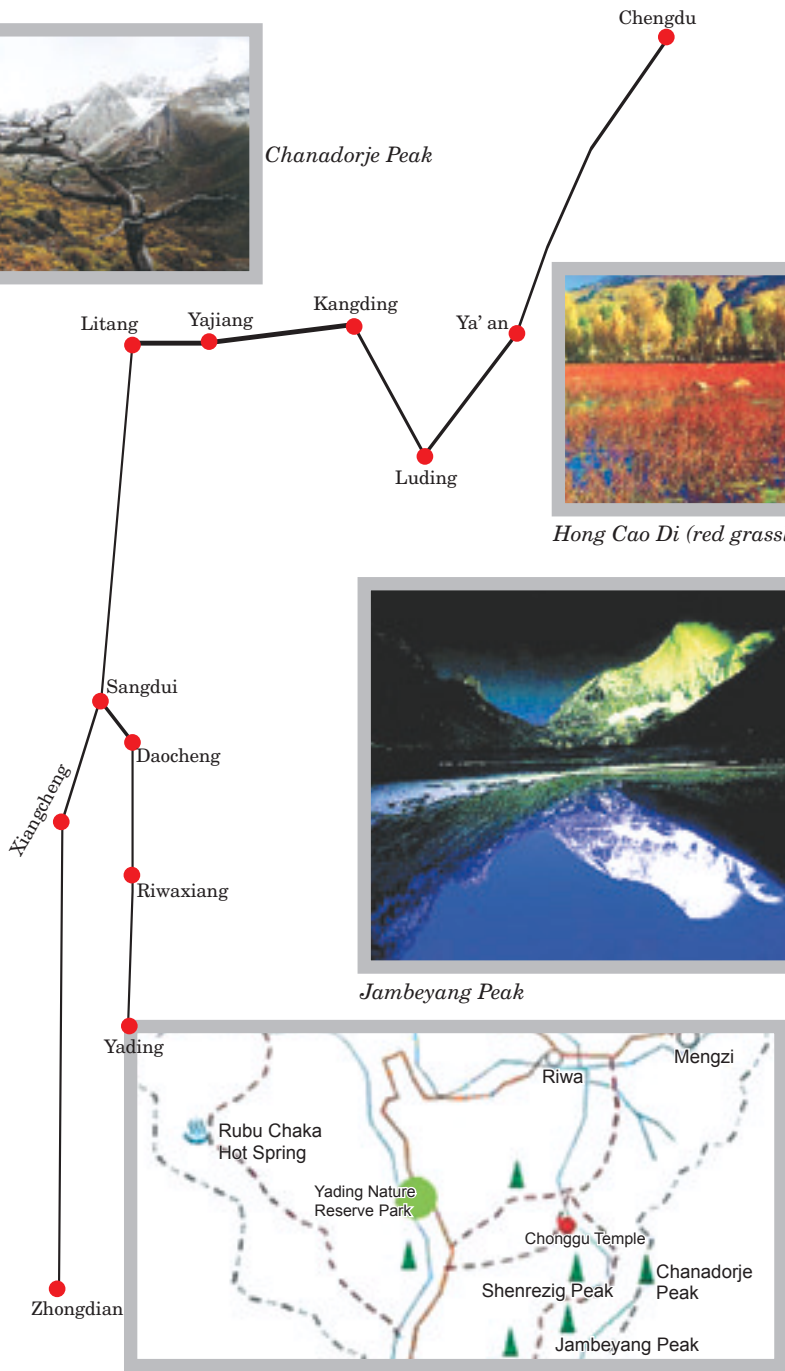 Chengdu
Chanadorje Peak
Kangding
Litang
Yajiang
Ya' an
Luding
Hong Cao Di (red
Sangdui
Daocheng
Xiangcheng
Riwaxiang
Jambeyang Peak
Yading
Mengzi
Riwa
Rubu Chaka
Hot Spring
Yading Nature
Reserve Park
Chonggu Temple
Chanadorje
Peak
Shenrezig Peak
Zhongdian
Jambeyang Peak